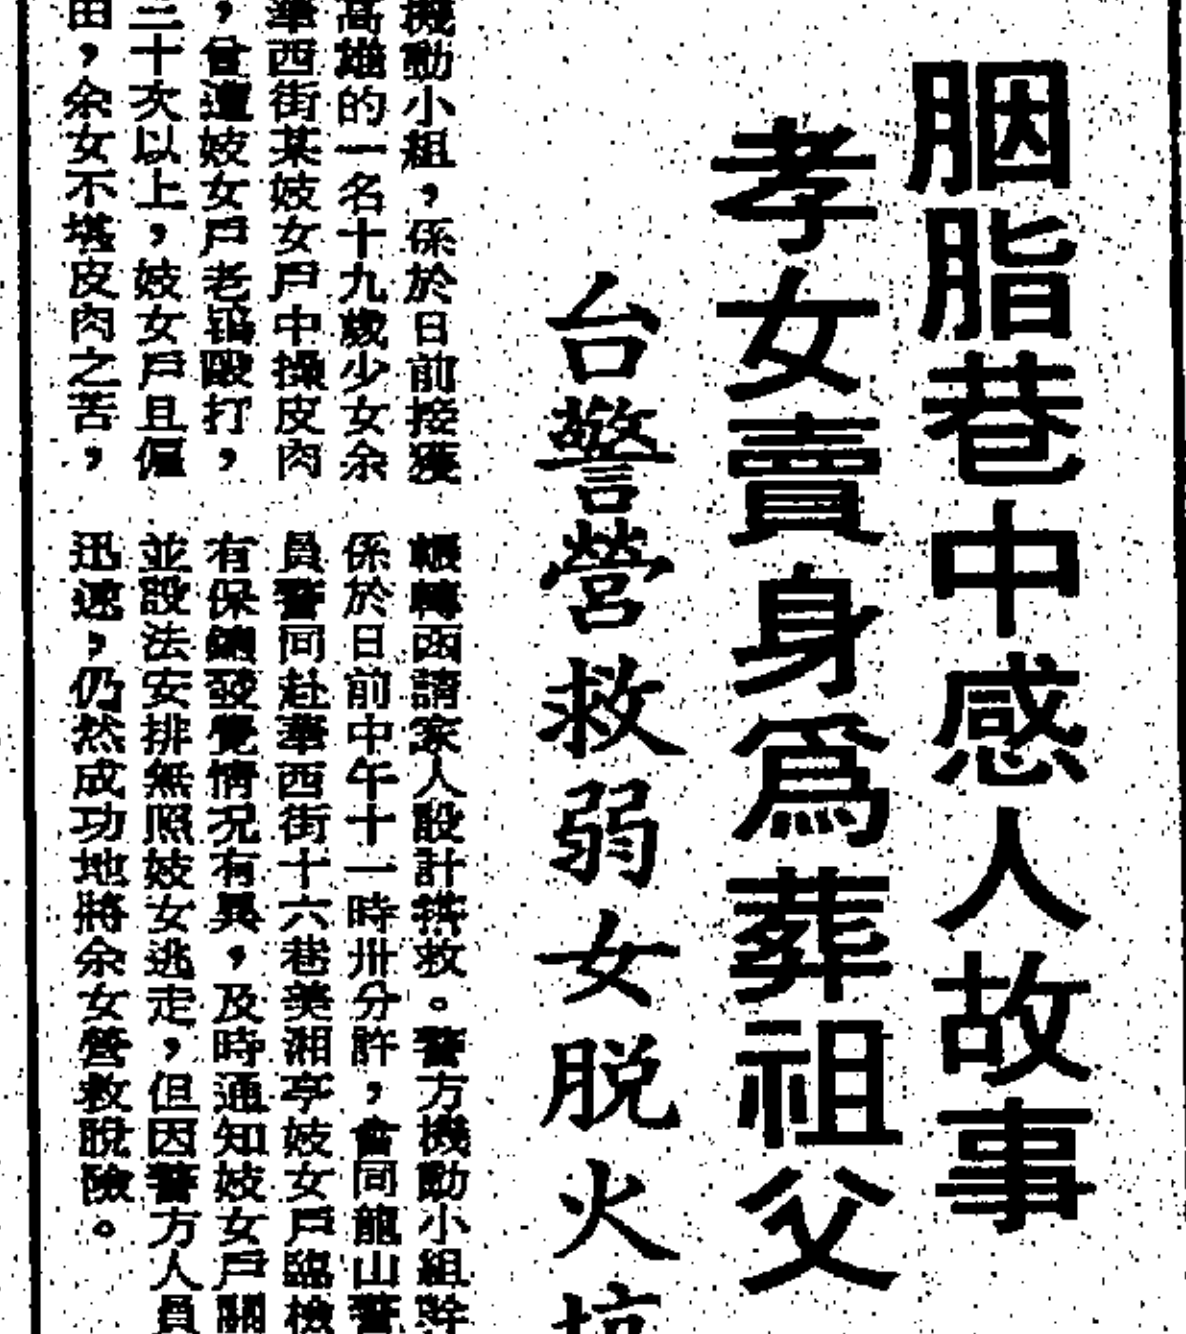 胭脂巷中感人故事
孝女賣身爲葬祖父
台警營救弱女脫火坑
機動小組，係於日前接獲
高雄的一名十九歲少女余
華西街某妓女戶中操皮肉
，曾遭妓女戶老鴇毆打，
三十次以上，妓女戶且僱
由，余女不堪皮肉之苦，
輾轉函請家人設計拯救。警方機動小組幹
係於日前中午十一時卅分許，會同龍山警
員警同赴華西街十六巷美湘亭妓女戶臨檢
有保鏢發覺情況有異，及時通知妓女戶關
並設法安排無照妓女逃走，但因警方人員
迅速，仍然成功地將余女營救脫險。